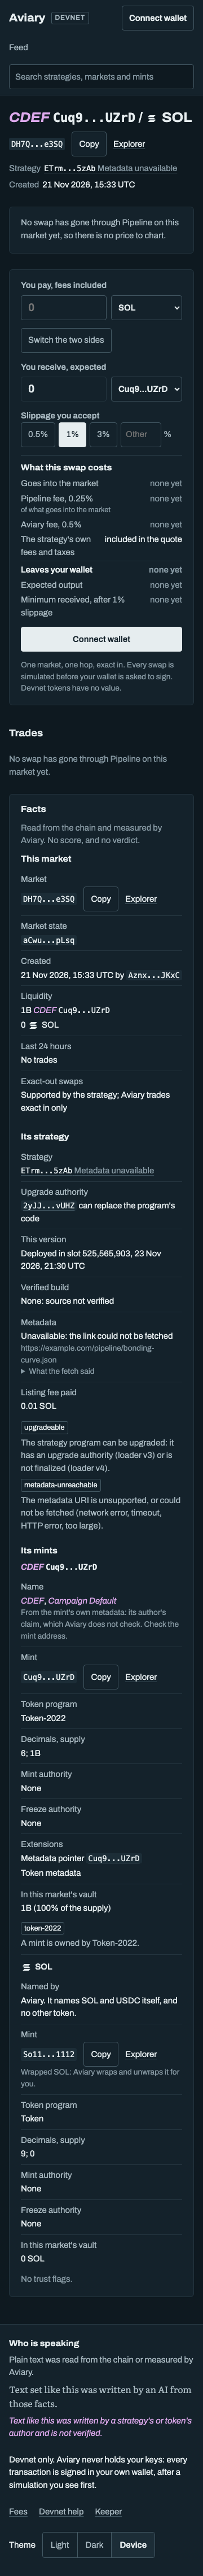 Aviary DEVNET Connect wallet
Feed
Search strategies, markets and mints
CDEF Cuq9...UZrD / SOL
DH7Q...e3SQ Copy Explorer
Strategy ETrm...5zAb Metadata unavailable
Created 21 Nov 2026, 15:33 UTC
No swap has gone through Pipeline on this
market yet, so there is no price to chart.
You pay, fees included
0 SOL
Switch the two sides
You receive, expected
0 Cuq9...UZrD
Slippage you accept
0.5% 1% 3% Other %
What this swap costs
Goes into the market none yet
Pipeline fee, 0.25% none yet
of what goes into the market
Aviary fee, 0.5% none yet
The strategy's own included in the quote
fees and taxes
Leaves your wallet none yet
Expected output none yet
Minimum received, after 1% none yet
slippage
Connect wallet
One market, one hop, exact in. Every swap is
simulated before your wallet is asked to sign.
Devnet tokens have no value.
Trades
No swap has gone through Pipeline on this
market yet.
Facts
Read from the chain and measured by
Aviary. No score, and no verdict.
This market
Market
DH7Q...e3SQ Copy Explorer
Market state
aCwu...pLsq
Created
21 Nov 2026, 15:33 UTC by Aznx...JKxC
Liquidity
1B CDEF Cuq9...UZrD
0 SOL
Last 24 hours
No trades
Exact-out swaps
Supported by the strategy; Aviary trades
exact in only
Its strategy
Strategy
ETrm...5zAb Metadata unavailable
Upgrade authority
2yJJ...vUHZ can replace the program's
code
This version
Deployed in slot 525,565,903, 23 Nov
2026, 21:30 UTC
Verified build
None: source not verified
Metadata
Unavailable: the link could not be fetched
https://example.com/pipeline/bonding-
curve.json
What the fetch said
Listing fee paid
0.01 SOL
upgradeable
The strategy program can be upgraded: it
has an upgrade authority (loader v3) or is
not finalized (loader v4).
metadata-unreachable
The metadata URI is unsupported, or could
not be fetched (network error, timeout,
HTTP error, too large).
Its mints
CDEF Cuq9...UZrD
Name
CDEF, Campaign Default
From the mint's own metadata: its author's
claim, which Aviary does not check. Check the
mint address.
Mint
Cuq9...UZrD Copy Explorer
Token program
Token-2022
Decimals, supply
6; 1B
Mint authority
None
Freeze authority
None
Extensions
Metadata pointer Cuq9...UZrD
Token metadata
In this market's vault
1B (100% of the supply)
token-2022
A mint is owned by Token-2022.
SOL
Named by
Aviary. It names SOL and USDC itself, and
no other token.
Mint
So11...1112 Copy Explorer
Wrapped SOL: Aviary wraps and unwraps it for
you.
Token program
Token
Decimals, supply
9; 0
Mint authority
None
Freeze authority
None
In this market's vault
0 SOL
No trust flags.
Who is speaking
Plain text was read from the chain or measured by
Aviary.
Text set like this was written by an AI from
those facts.
Text like this was written by a strategy's or token's
author and is not verified.
Devnet only. Aviary never holds your keys: every
transaction is signed in your own wallet, after a
simulation you see first.
Fees Devnet help Keeper
Theme Light Dark Device